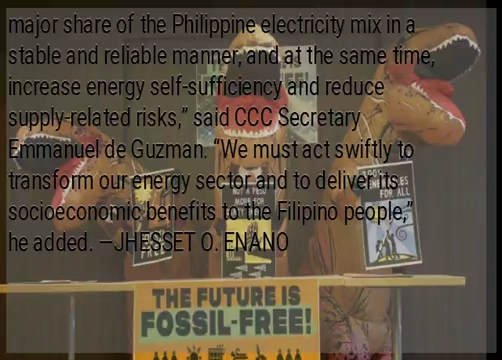 major share of the Philippine electricity mix in a
stable and reliable manner, and at the same time,
increase energy self-sufficiency and reduce
supply-related risks,” said CCC Secretary
Emmanuel de Guzman. “We must act swiftly to
transform our energy sector and to deliver its
socioeconomic benefits to the Filipino people,”
he added. —JHESSET O. ENANO
FOR ALL
THE FUTURE IS
FOSSIL-FREE!